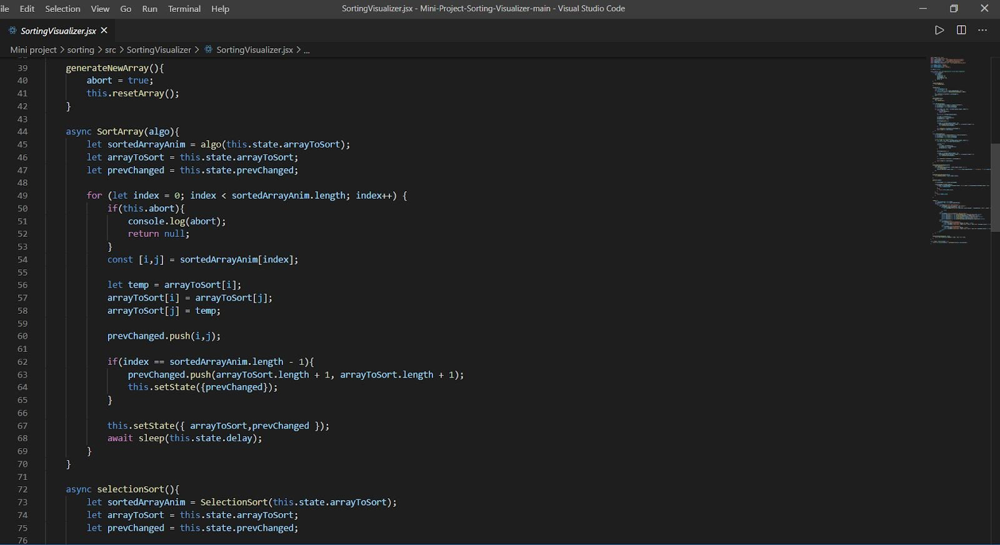 ile Edit Selection View Go Run Terminal Help SortingVisualizer.jsx - Mini-Project-Sorting-Visualizer-main - Visual Studio Code
SortingVisualizer.jsx
Mini project > sorting > src > SortingVisualizer > SortingVisualizer.jsx > ...
39 generateNewArray(){
40 abort = true;
41 this.resetArray();
42 }
43
44 async SortArray(algo){
45 let sortedArrayAnim = algo(this.state.arrayToSort);
46 let arrayToSort = this.state.arrayToSort;
47 let prevChanged = this.state.prevChanged;
48
49 for (let index = 0; index < sortedArrayAnim.length; index++) {
50 if(this.abort){
51 console.log(abort);
52 return null;
53 }
54 const [i,j] = sortedArrayAnim[index];
55
56 let temp = arrayToSort[i];
57 arrayToSort[i] = arrayToSort[j];
58 arrayToSort[j] = temp;
59
60 prevChanged.push(i,j);
61
62 if(index == sortedArrayAnim.length - 1){
63 prevChanged.push(arrayToSort.length + 1, arrayToSort.length + 1);
64 this.setState({prevChanged});
65 }
66
67 this.setState({ arrayToSort,prevChanged });
68 await sleep(this.state.delay);
69 }
70 }
71
72 async selectionSort(){
73 let sortedArrayAnim = SelectionSort(this.state.arrayToSort);
74 let arrayToSort = this.state.arrayToSort;
75 let prevChanged = this.state.prevChanged;
76